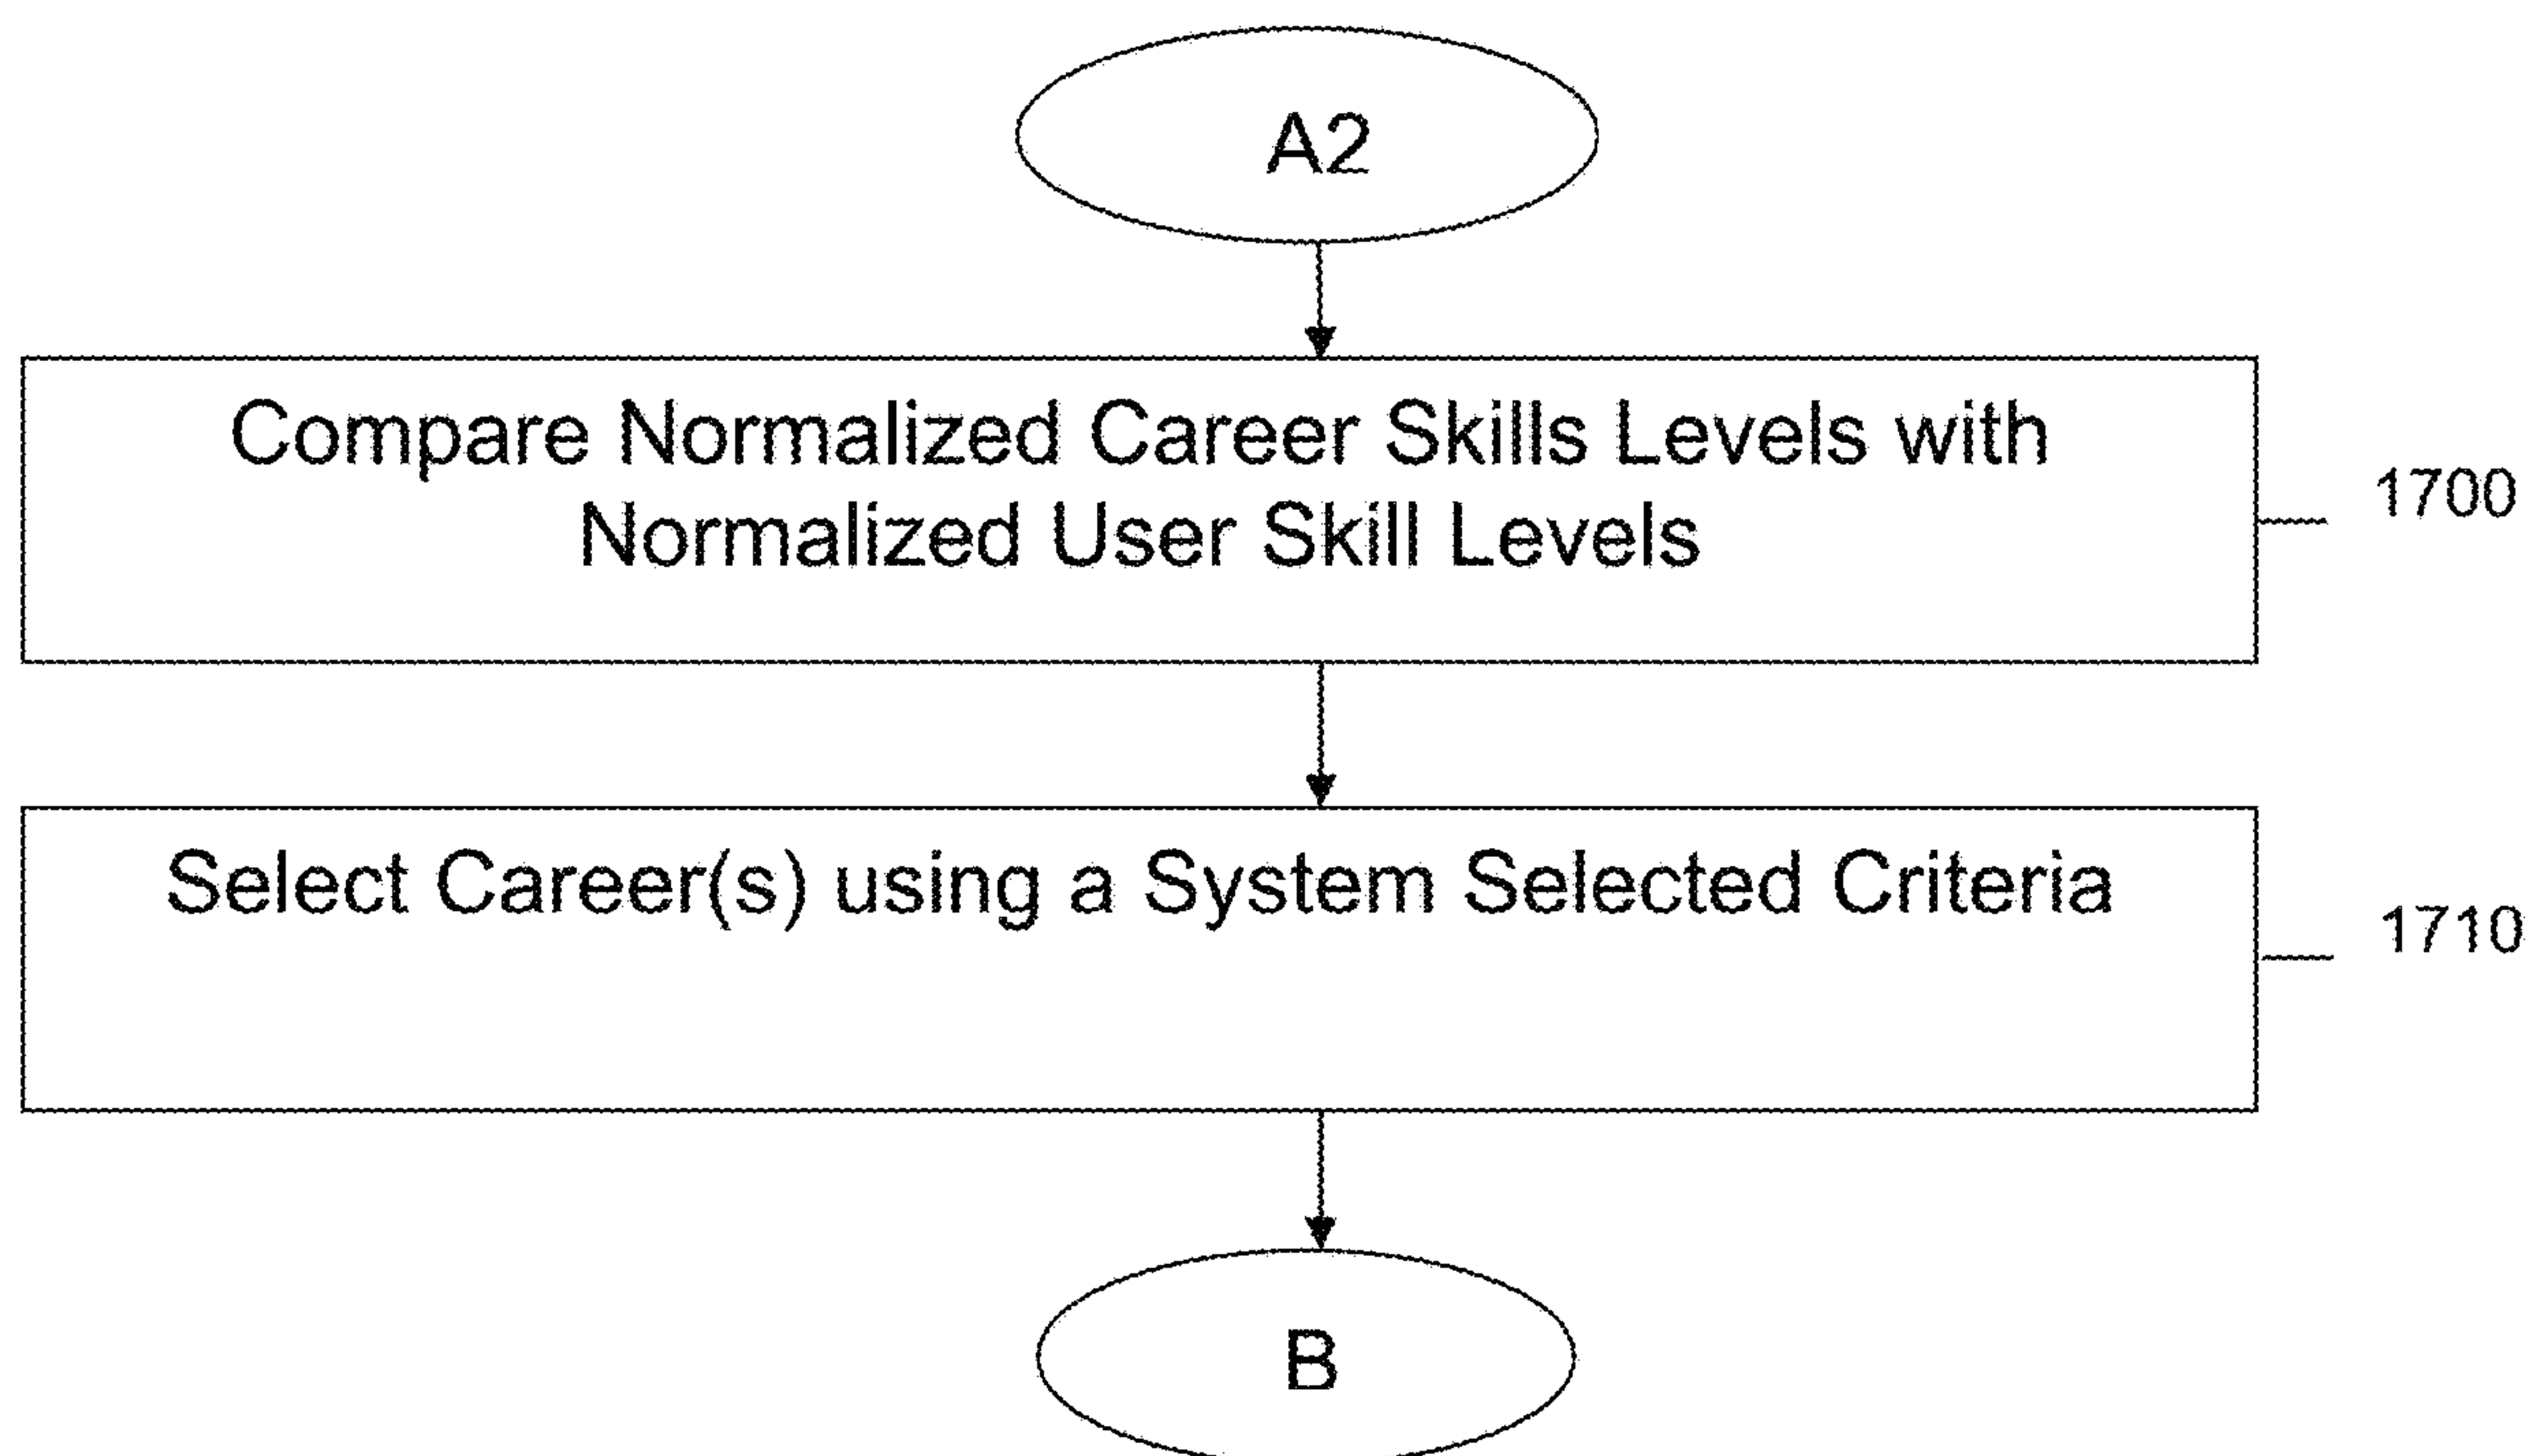 A2
Compare Normalized Career Skills Levels with
Normalized User Skill Levels
1700
Select Career(s) using a System Selected Criteria
1710
B